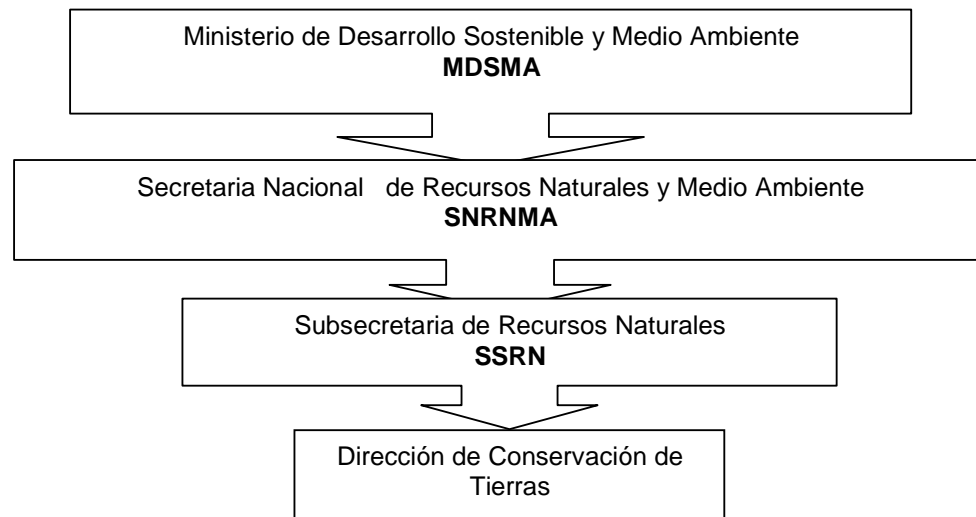 Ministerio de Desarrollo Sostenible y Medio Ambiente
MDSMA
Secretaria Nacional de Recursos Naturales y Medio Ambiente
SNRNMA
Subsecretaria de Recursos Naturales
SSRN
Dirección de Conservación de
Tierras